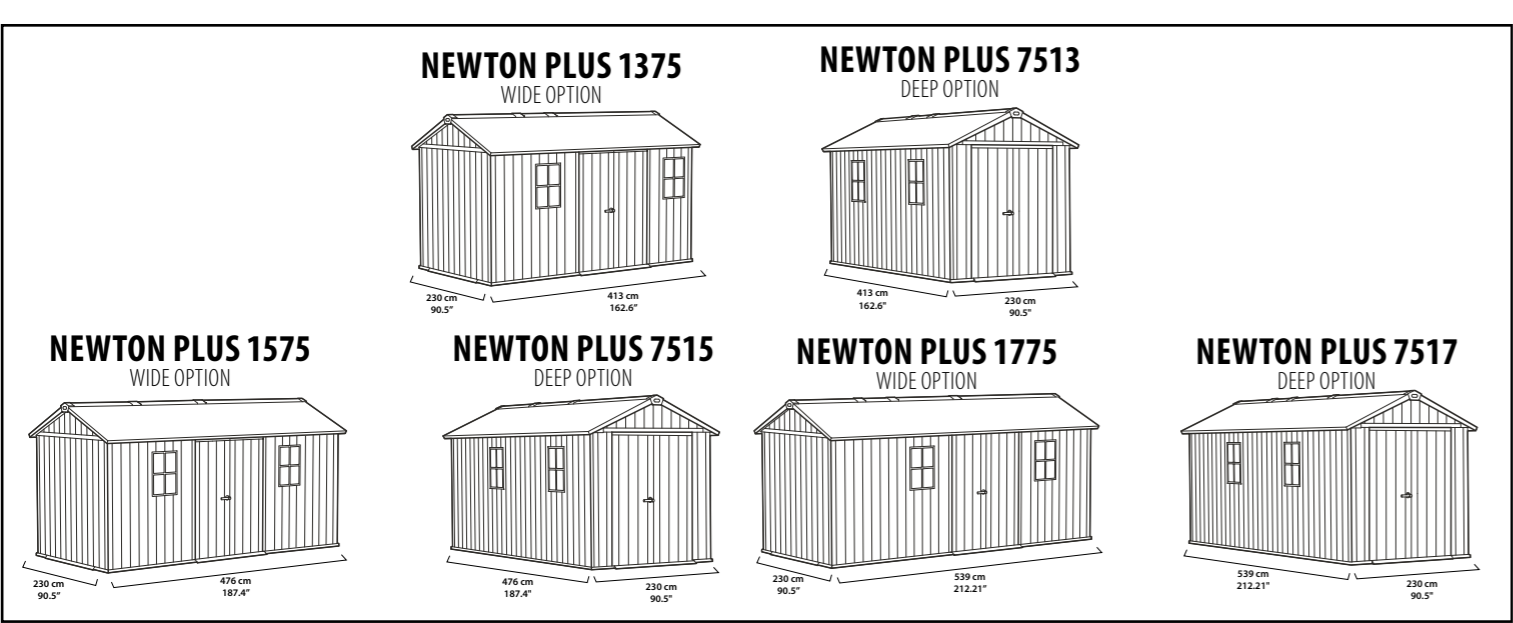 NEWTON PLUS 1375
WIDE OPTION
230 cm
90.5”
413 cm
162.6”
NEWTON PLUS 7513
DEEP OPTION
413 cm
162.6”
230 cm
90.5”
NEWTON PLUS 1575
WIDE OPTION
230 cm
90.5”
476 cm
187.4”
NEWTON PLUS 7515
DEEP OPTION
476 cm
187.4”
230 cm
90.5”
NEWTON PLUS 1775
WIDE OPTION
230 cm
90.5”
539 cm
212.21”
NEWTON PLUS 7517
DEEP OPTION
539 cm
212.21”
230 cm
90.5”